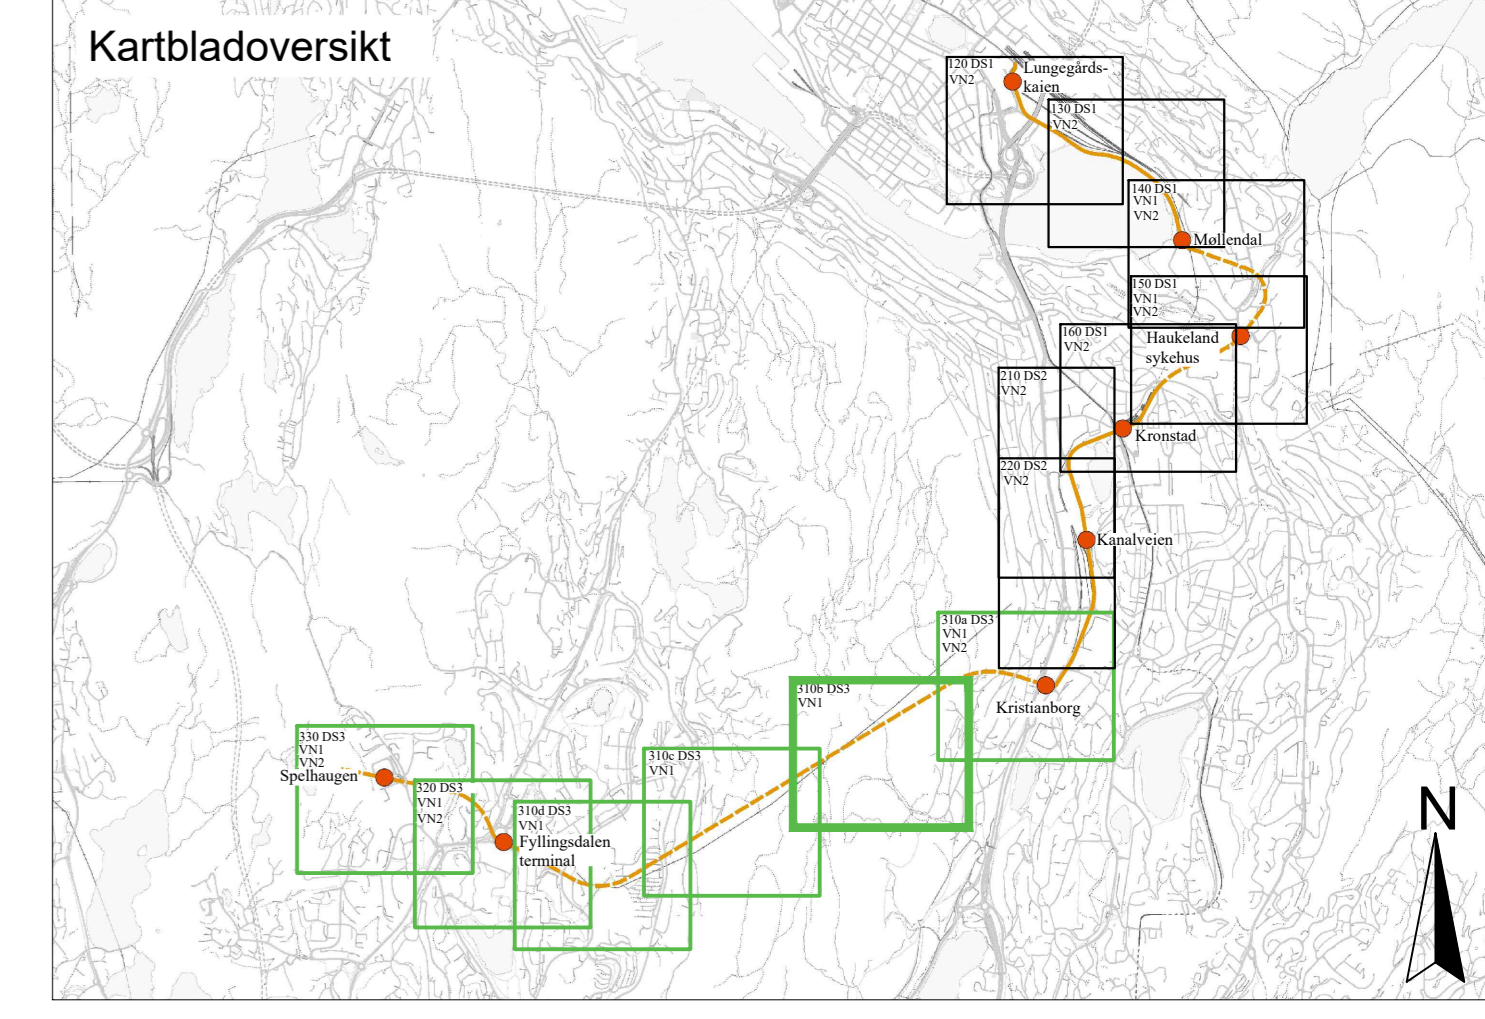 Kartbladoversikt
120 DS1
VN2
Lungegårds-
kaien
130 DS1
VN2
140 DS1
VN1
VN2
Møllendal
150 DS1
VN1
VN2
160 DS1
VN2
Haukeland
sykehus
210 DS2
VN2
Kronstad
220 DS2
VN2
Kanalveien
310a DS3
VN1
VN2
310b DS3
VN1
Kristianborg
330 DS3
VN1
VN2
Spelhaugen
310c DS3
VN1
320 DS3
VN1
VN2
310d DS3
VN1
Fyllingsdalen
terminal
N